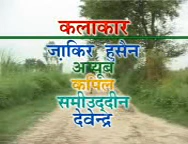 कलाकार
ज़ाकिर हुसैन
अय्यूब
कपिल
समीउद्दीन
देवेन्द्र